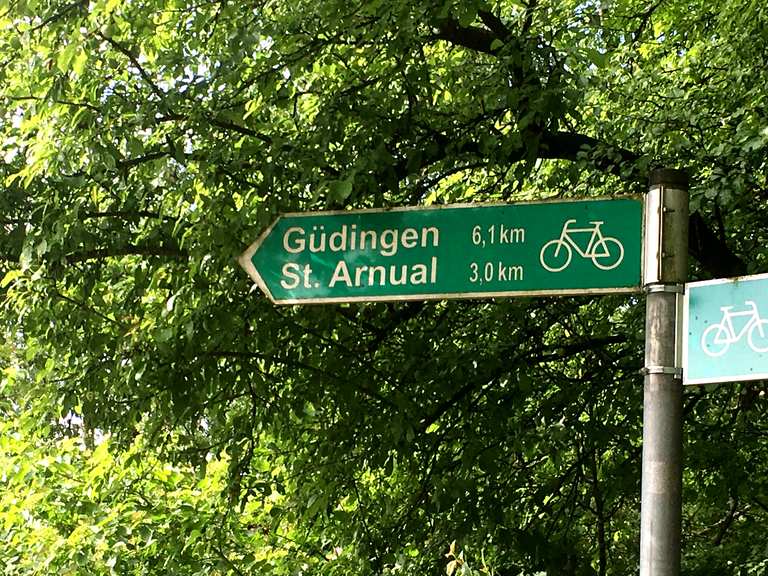 Güdingen 6,1 km
St. Arnual 3,0 km